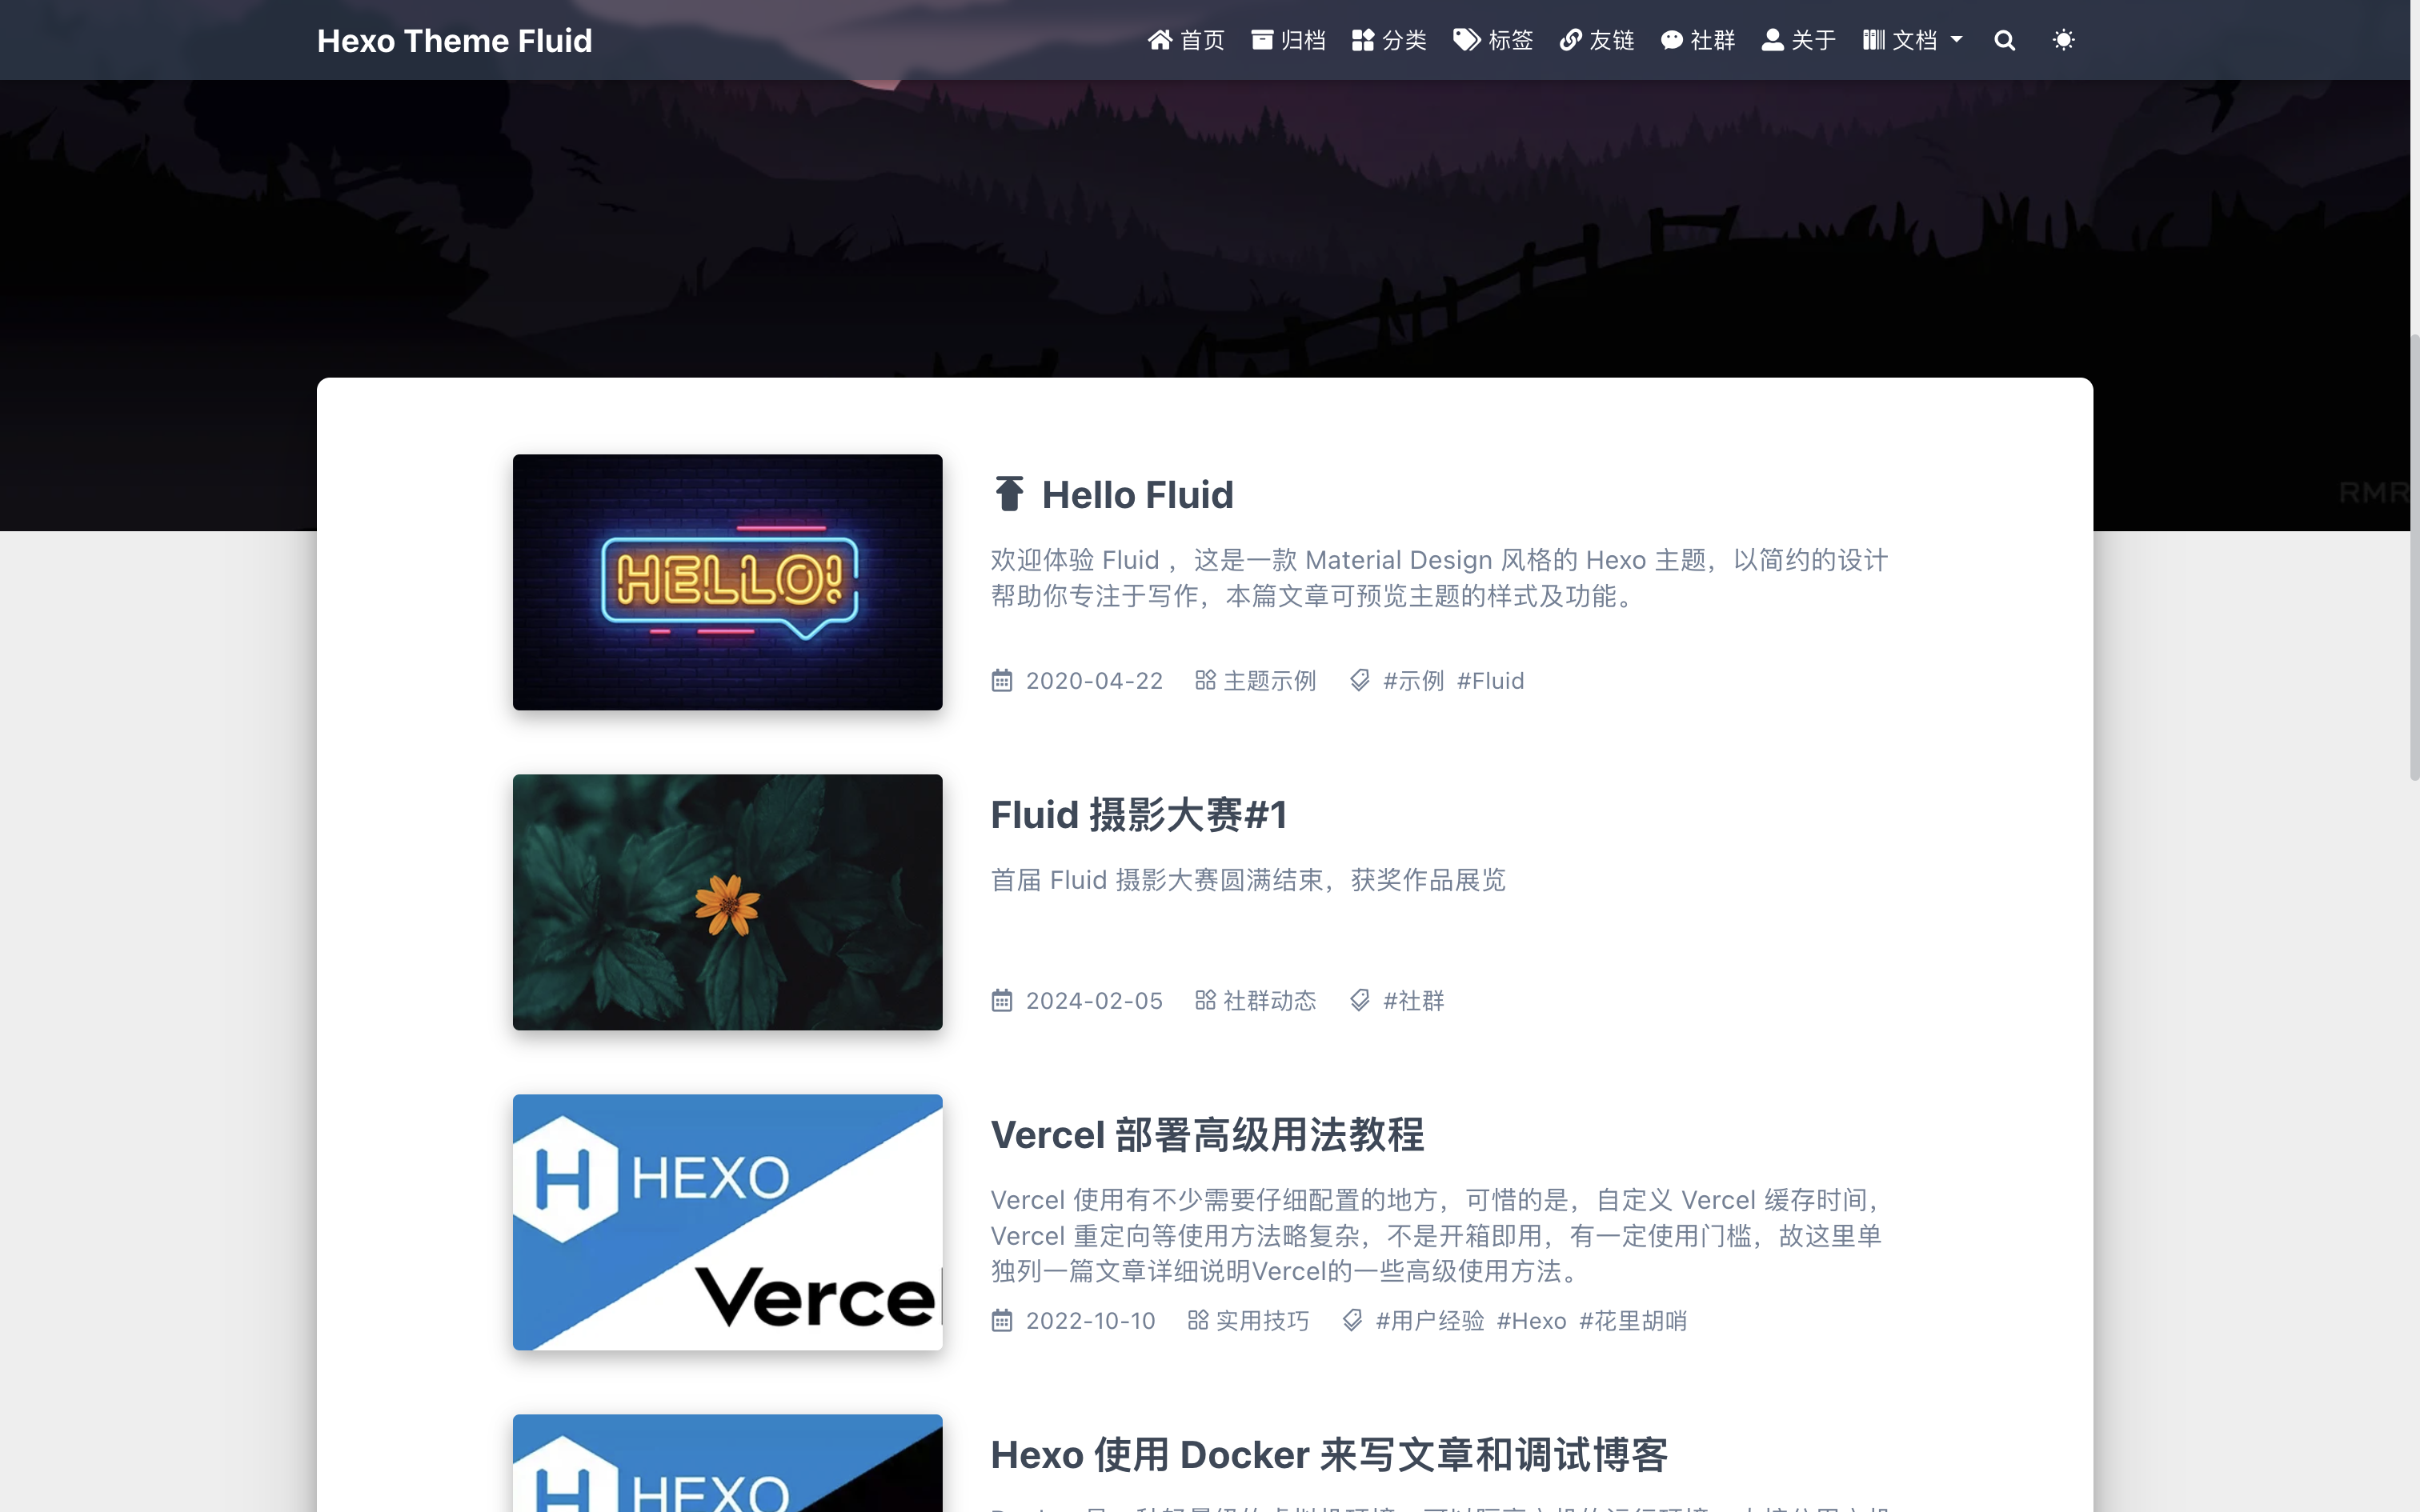 Hexo Theme Fluid
首页 归档 分类 标签 友链 社群 关于 文档
RMR
HELLO!
Hello Fluid
欢迎体验 Fluid ，这是一款 Material Design 风格的 Hexo 主题，以简约的设计
帮助你专注于写作，本篇文章可预览主题的样式及功能。
2020-04-22 主题示例 #示例 #Fluid
Fluid 摄影大赛#1
首届 Fluid 摄影大赛圆满结束，获奖作品展览
2024-02-05 社群动态 #社群
HEXO
Verce
Vercel 部署高级用法教程
Vercel 使用有不少需要仔细配置的地方，可惜的是，自定义 Vercel 缓存时间，
Vercel 重定向等使用方法略复杂，不是开箱即用，有一定使用门槛，故这里单
独列一篇文章详细说明Vercel的一些高级使用方法。
2022-10-10 实用技巧 #用户经验 #Hexo #花里胡哨
HEXO
Hexo 使用 Docker 来写文章和调试博客